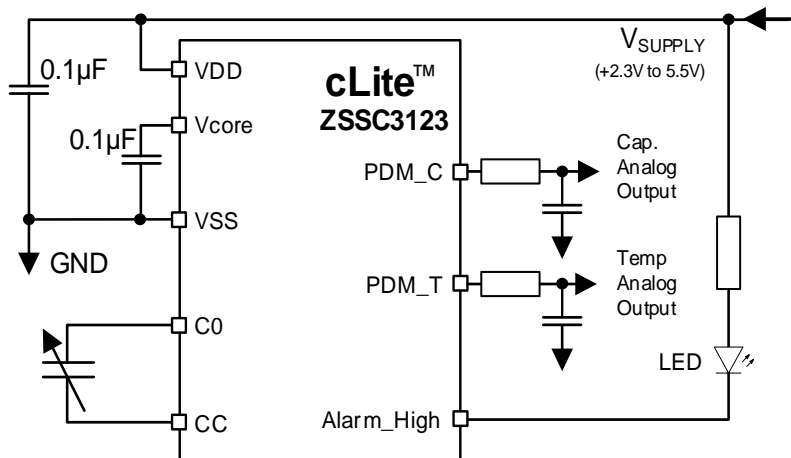 VSUPPLY
(+2.3V to 5.5V)
0.1µF
VDD
cLite™
ZSSC3123
Vcore
0.1µF
Cap.
Analog
Output
PDM_C
VSS
GND
Temp
Analog
Output
PDM_T
C0
LED
CC
Alarm_High